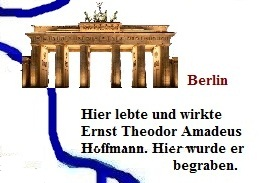 Berlin
Hier lebte und wirkte
Ernst Theodor Amadeus
Hoffmann. Hier wurde er
begraben.